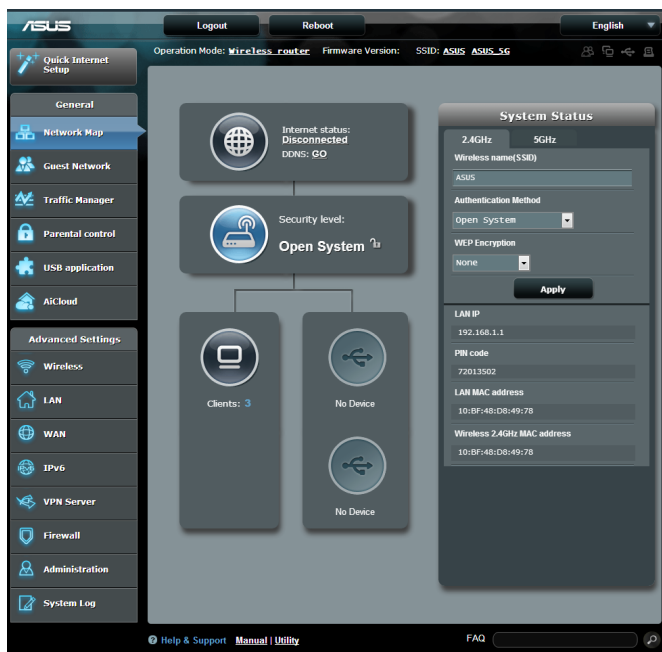 ASUS
Logout
Reboot
English
Quick Internet
Setup
Operation Mode: Wireless router Firmware Version: SSID: ASUS ASUS_5G
General
Network Map
Guest Network
Traffic Manager
Parental control
USB application
AiCloud
Advanced Settings
Wireless
LAN
WAN
IPv6
VPN Server
Firewall
Administration
System Log
Internet status:
Disconnected
DDNS: GO
Security level:
Open System
Clients: 3
No Device
No Device
System Status
2.4GHz
5GHz
Wireless name(SSID)
ASUS
Authentication Method
Open System
WEP Encryption
None
Apply
LAN IP
192.168.1.1
PIN code
72013502
LAN MAC address
10:BF:48:D8:49:78
Wireless 2.4GHz MAC address
10:BF:48:D8:49:78
Help & Support Manual | Utility
FAQ